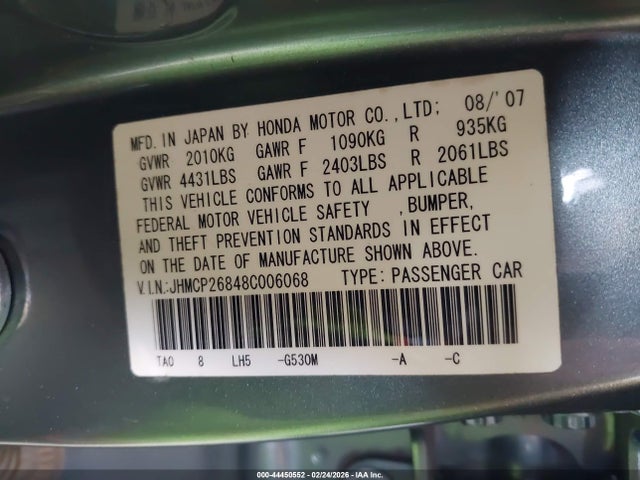 MFD. IN JAPAN BY HONDA MOTOR CO., LTD; 08/'07
GVWR 2010KG GAWR F 1090KG R 935KG
GVWR 4431LBS GAWR F 2403LBS R 2061LBS
THIS VEHICLE CONFORMS TO ALL APPLICABLE
FEDERAL MOTOR VEHICLE SAFETY , BUMPER,
AND THEFT PREVENTION STANDARDS IN EFFECT
ON THE DATE OF MANUFACTURE SHOWN ABOVE.
V.I.N.:JHMCP26848C006068 TYPE: PASSENGER CAR
TA0 8 LH5 -G530M -A -C
000-44450552 - 02/24/2026 - IAA Inc.